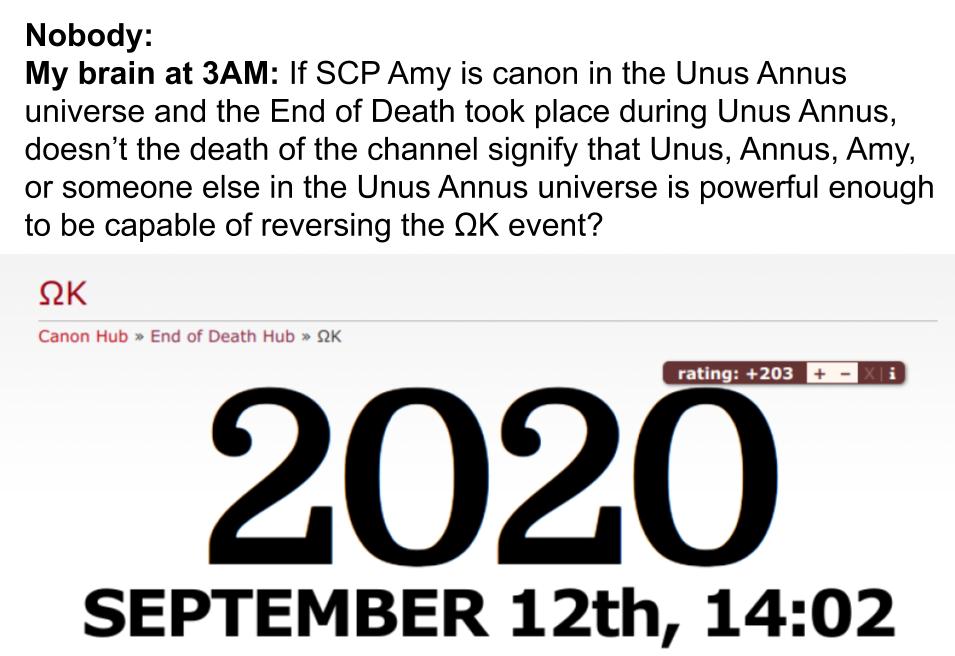 Nobody:
My brain at 3AM: If SCP Amy is canon in the Unus Annus
universe and the End of Death took place during Unus Annus,
doesn’t the death of the channel signify that Unus, Annus, Amy,
or someone else in the Unus Annus universe is powerful enough
to be capable of reversing the ΩK event?
ΩK
Canon Hub » End of Death Hub » ΩK
rating: +203 + – X | i
2020
SEPTEMBER 12th, 14:02